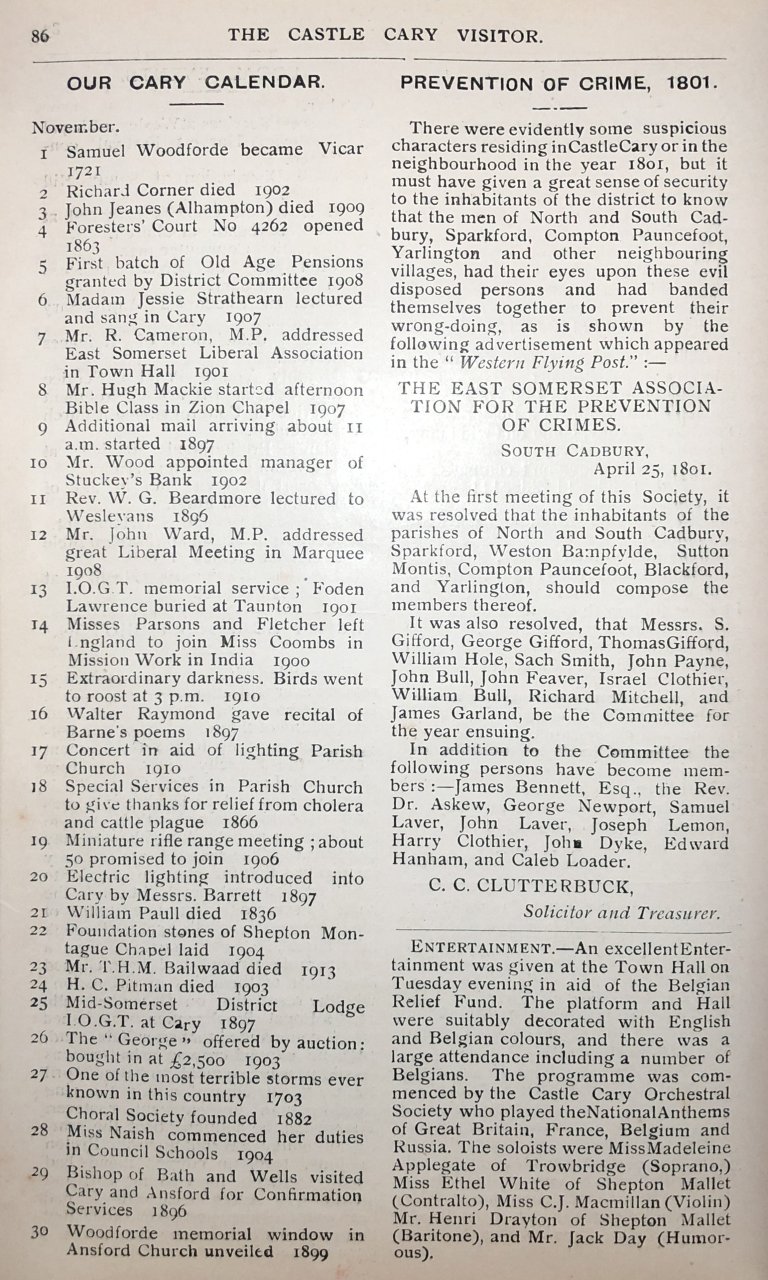 86
THE CASTLE CARY VISITOR.
OUR CARY CALENDAR.
November.
1 Samuel Woodforde became Vicar
1721
2 Richard Corner died 1902
3 John Jeanes (Alhampton) died 1909
4 Foresters' Court No 4262 opened
1863
5 First batch of Old Age Pensions
granted by District Committee 1908
6 Madam Jessie Strathearn lectured
and sang in Cary 1907
7 Mr. R. Cameron, M.P. addressed
East Somerset Liberal Association
in Town Hall 1901
8 Mr. Hugh Mackie started afternoon
Bible Class in Zion Chapel 1907
9 Additional mail arriving about 11
a.m. started 1897
10 Mr. Wood appointed manager of
Stuckey's Bank 1902
11 Rev. W. G. Beardmore lectured to
Wesleyans 1896
12 Mr. John Ward, M.P. addressed
great Liberal Meeting in Marquee
1908
13 I.O.G.T. memorial service ; Foden
Lawrence buried at Taunton 1901
14 Misses Parsons and Fletcher left
England to join Miss Coombs in
Mission Work in India 1900
15 Extraordinary darkness. Birds went
to roost at 3 p.m. 1910
16 Walter Raymond gave recital of
Barne's poems 1897
17 Concert in aid of lighting Parish
Church 1910
18 Special Services in Parish Church
to give thanks for relief from cholera
and cattle plague 1866
19 Miniature rifle range meeting ; about
50 promised to join 1906
20 Electric lighting introduced into
Cary by Messrs. Barrett 1897
21 William Paull died 1836
22 Foundation stones of Shepton Mon-
tague Chapel laid 1904
23 Mr. T.H.M. Bailwaad died 1913
24 H. C. Pitman died 1903
25 Mid-Somerset District Lodge
I.O.G.T. at Cary 1897
26 The "George" offered by auction:
bought in at £2,500 1903
27 One of the most terrible storms ever
known in this country 1703
Choral Society founded 1882
28 Miss Naish commenced her duties
in Council Schools 1904
29 Bishop of Bath and Wells visited
Cary and Ansford for Confirmation
Services 1896
30 Woodforde memorial window in
Ansford Church unveiled 1899
PREVENTION OF CRIME, 1801.
There were evidently some suspicious
characters residing in Castle Cary or in the
neighbourhood in the year 1801, but it
must have given a great sense of security
to the inhabitants of the district to know
that the men of North and South Cad-
bury, Sparkford, Compton Pauncefoot,
Yarlington and other neighbouring
villages, had their eyes upon these evil
disposed persons and had banded
themselves together to prevent their
wrong-doing, as is shown by the
following advertisement which appeared
in the " Western Flying Post." :—
THE EAST SOMERSET ASSOCIA-
TION FOR THE PREVENTION
OF CRIMES.
SOUTH CADBURY,
April 25, 1801.
At the first meeting of this Society, it
was resolved that the inhabitants of the
parishes of North and South Cadbury,
Sparkford, Weston Bampfylde, Sutton
Montis, Compton Pauncefoot, Blackford,
and Yarlington, should compose the
members thereof.
It was also resolved, that Messrs. S.
Gifford, George Gifford, Thomas Gifford,
William Hole, Sach Smith, John Payne,
John Bull, John Feaver, Israel Clothier,
William Bull, Richard Mitchell, and
James Garland, be the Committee for
the year ensuing.
In addition to the Committee the
following persons have become mem-
bers :—James Bennett, Esq., the Rev.
Dr. Askew, George Newport, Samuel
Laver, John Laver, Joseph Lemon,
Harry Clothier, John Dyke, Edward
Hanham, and Caleb Loader.
C. C. CLUTTERBUCK,
Solicitor and Treasurer.
ENTERTAINMENT.—An excellent Enter-
tainment was given at the Town Hall on
Tuesday evening in aid of the Belgian
Relief Fund. The platform and Hall
were suitably decorated with English
and Belgian colours, and there was a
large attendance including a number of
Belgians. The programme was com-
menced by the Castle Cary Orchestral
Society who played the National Anthems
of Great Britain, France, Belgium and
Russia. The soloists were Miss Madeleine
Applegate of Trowbridge (Soprano,)
Miss Ethel White of Shepton Mallet
(Contralto), Miss C.J. Macmillan (Violin)
Mr. Henri Drayton of Shepton Mallet
(Baritone), and Mr. Jack Day (Humor-
ous).